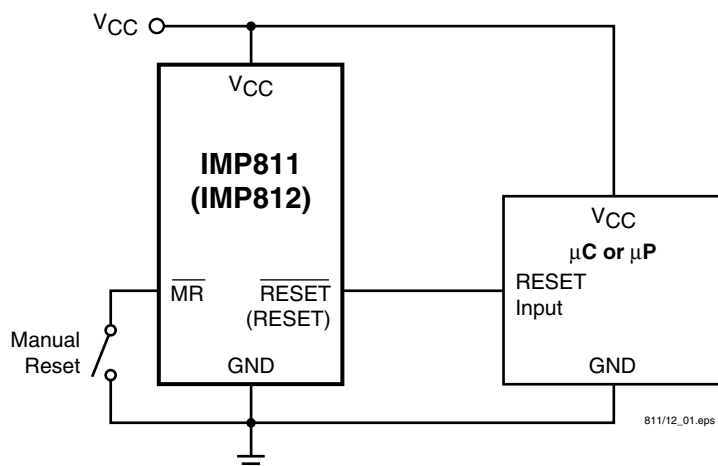 VCC
VCC
IMP811
(IMP812)
VCC
μC or μP
MR
RESET
(RESET)
RESET
Input
Manual
Reset
GND
GND
811/12_01.eps